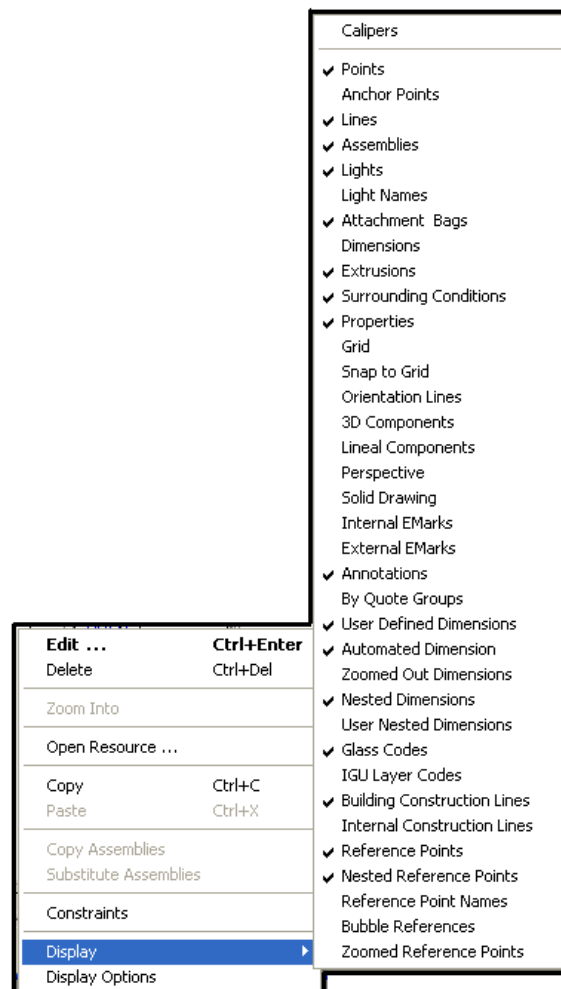 Calipers
Points
Anchor Points
Lines
Assemblies
Lights
Light Names
Attachment Bags
Dimensions
Extrusions
Surrounding Conditions
Properties
Grid
Snap to Grid
Orientation Lines
3D Components
Lineal Components
Perspective
Solid Drawing
Internal EMarks
External EMarks
Annotations
By Quote Groups
User Defined Dimensions
Automated Dimension
Zoomed Out Dimensions
Nested Dimensions
User Nested Dimensions
Glass Codes
IGU Layer Codes
Building Construction Lines
Internal Construction Lines
Reference Points
Nested Reference Points
Reference Point Names
Bubble References
Zoomed Reference Points
Edit ... Ctrl+Enter
Delete Ctrl+Del
Zoom Into
Open Resource ...
Copy Ctrl+C
Paste Ctrl+X
Copy Assemblies
Substitute Assemblies
Constraints
Display
Display Options